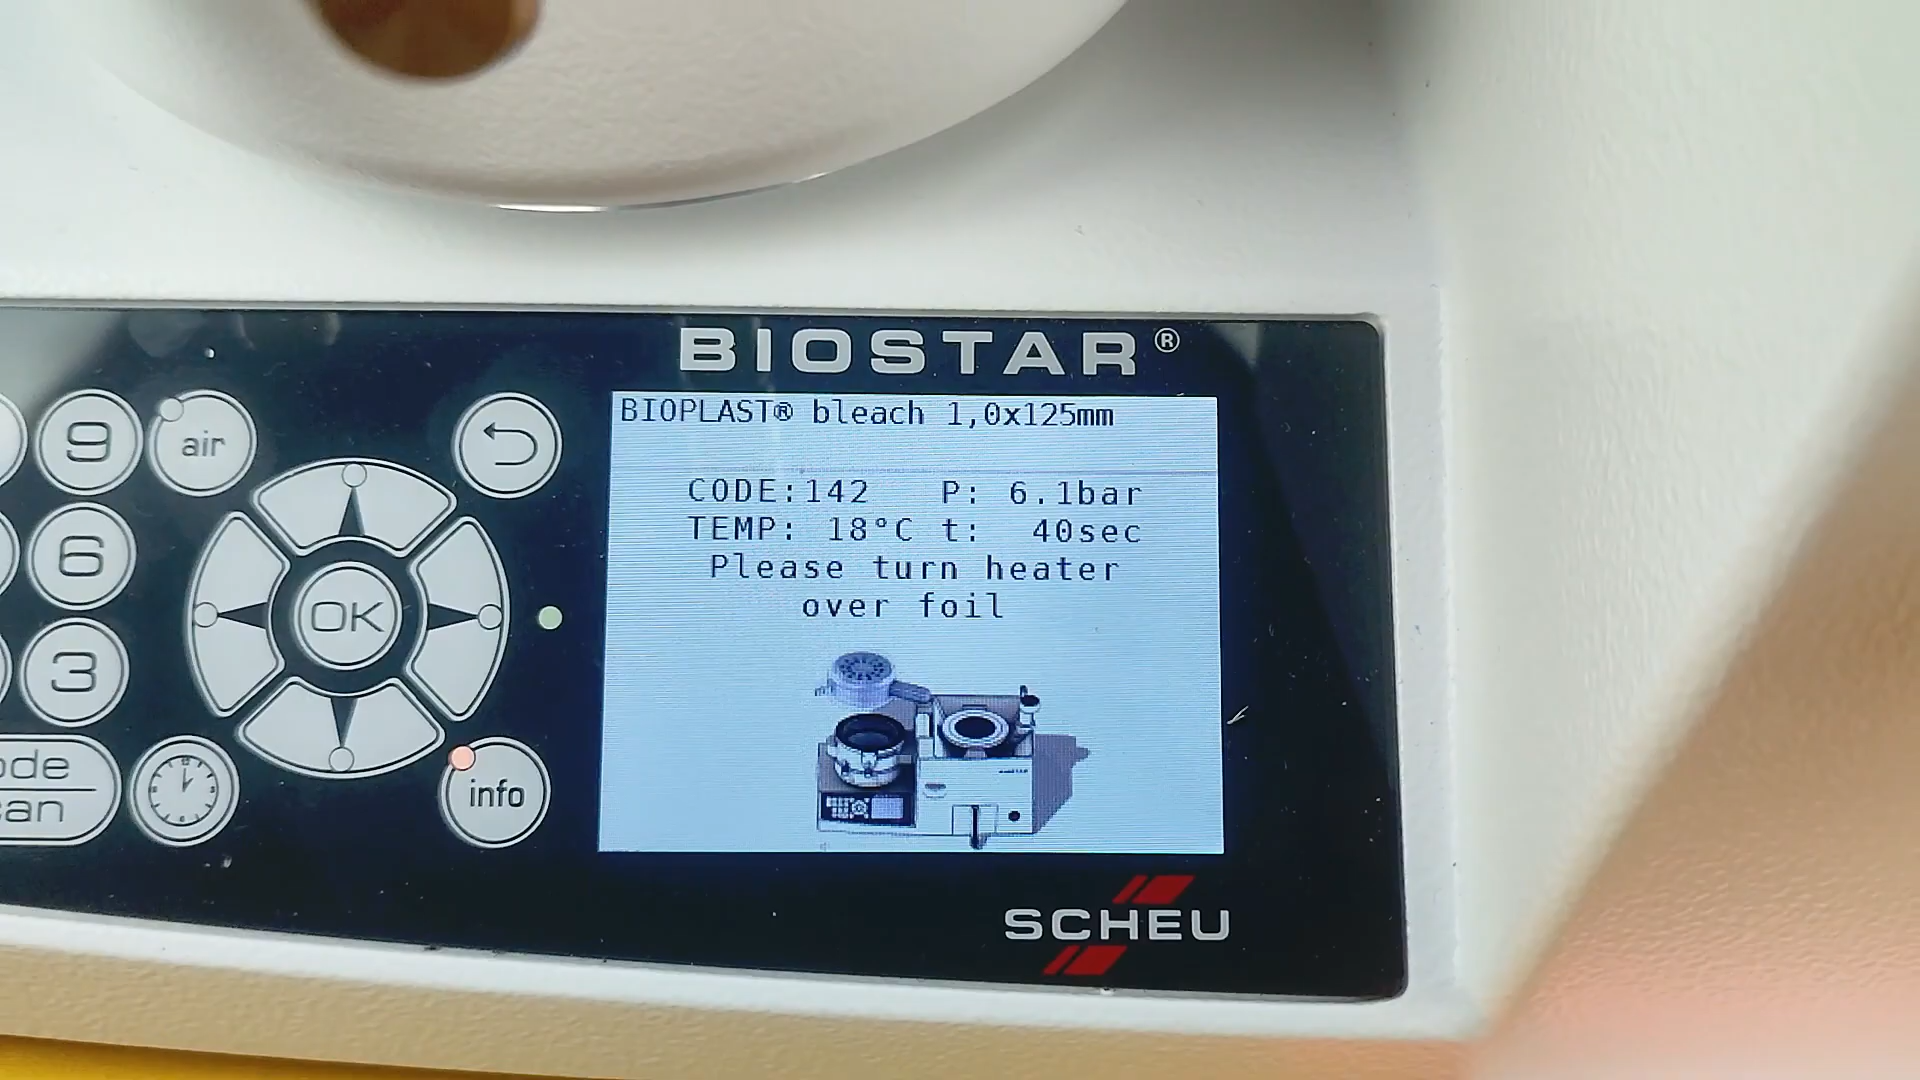 BIOSTAR®
BIOPLAST® bleach 1,0x125mm
CODE:142 P: 6.1bar
TEMP: 18°C t: 40sec
Please turn heater
over foil
9
air
6
OK
3
info
SCHEU